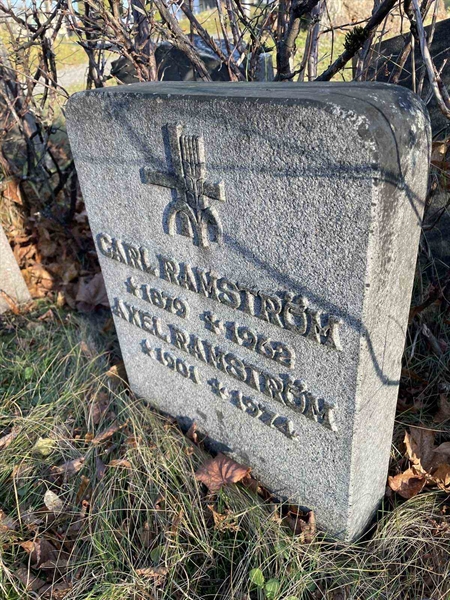 CARL RAMSTRÖM
*1879 †1962
AXEL RAMSTRÖM
*1901 †1974